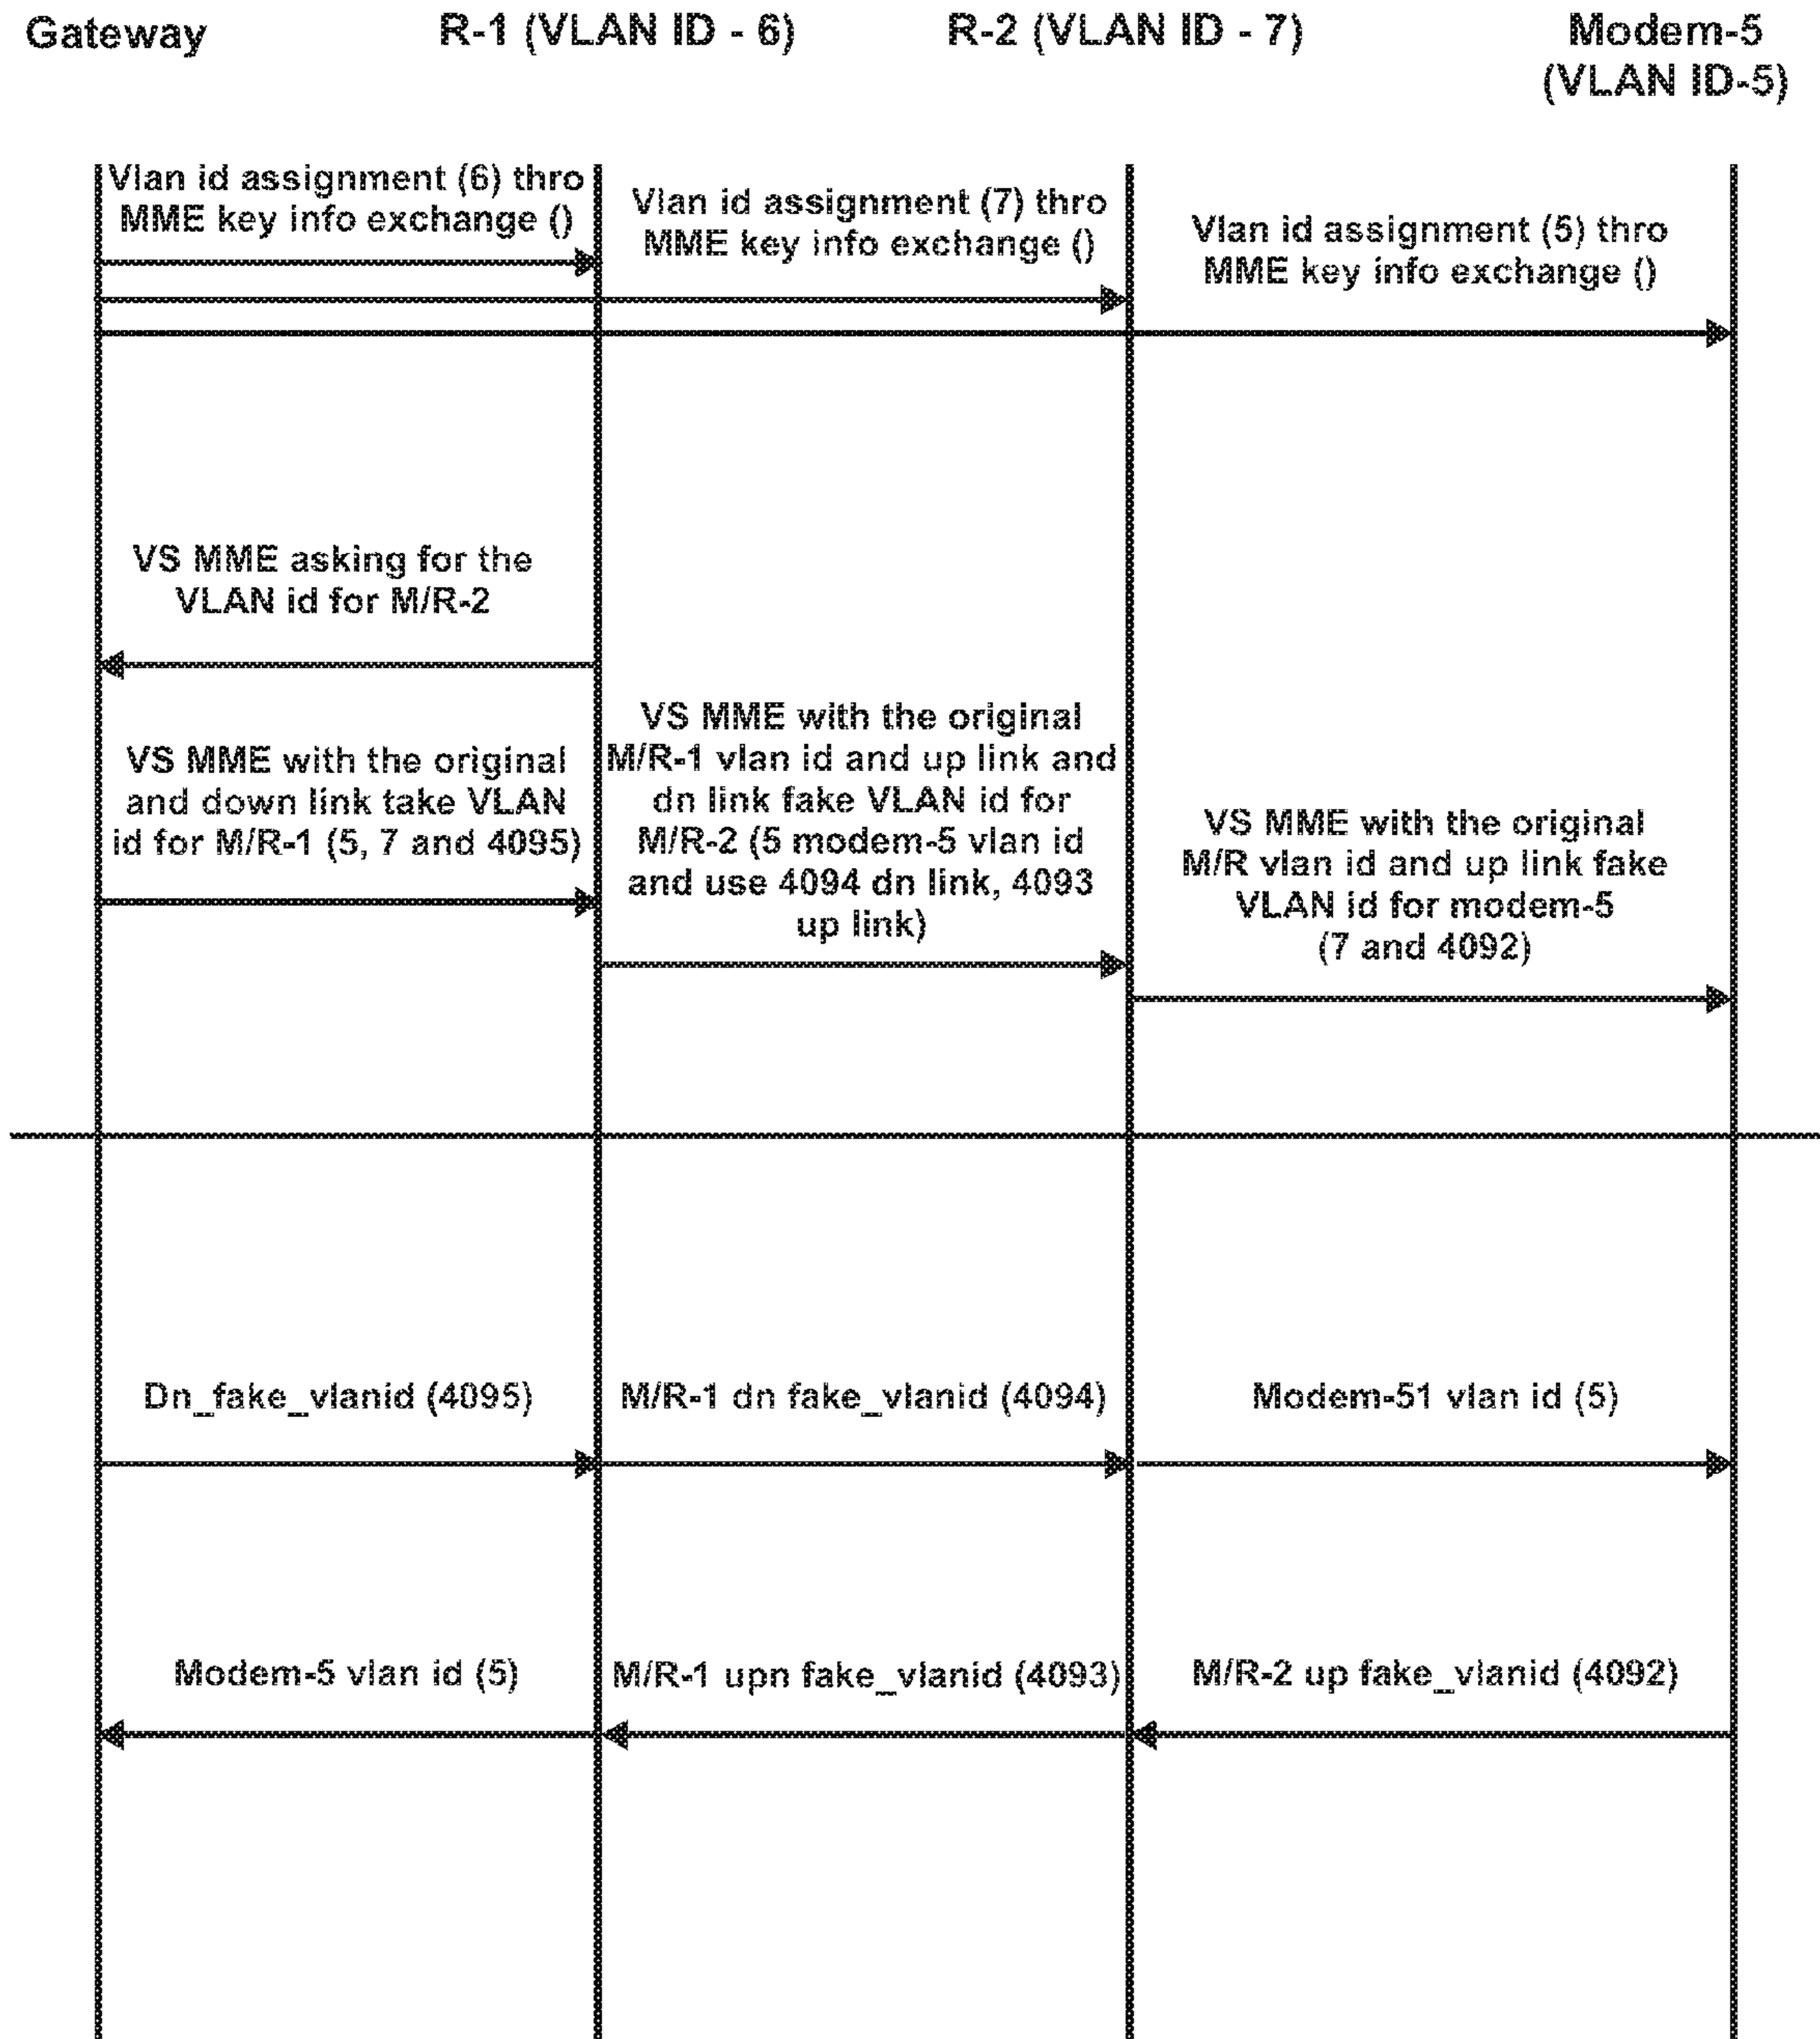 Gateway
R-1 (VLAN ID - 6)
R-2 (VLAN ID - 7)
Modem-5
(VLAN ID-5)
Vlan id assignment (6) thro
MME key info exchange ()
Vlan id assignment (7) thro
MME key info exchange ()
Vlan id assignment (5) thro
MME key info exchange ()
VS MME asking for the
VLAN id for M/R-2
VS MME with the original
and down link take VLAN
id for M/R-1 (5, 7 and 4095)
VS MME with the original
M/R-1 vlan id and up link and
dn link fake VLAN id for
M/R-2 (5 modem-5 vlan id
and use 4094 dn link, 4093
up link)
VS MME with the original
M/R vlan id and up link fake
VLAN id for modem-5
(7 and 4092)
Dn_fake_vlanid (4095)
M/R-1 dn fake_vlanid (4094)
Modem-51 vlan id (5)
Modem-5 vlan id (5)
M/R-1 upn fake_vlanid (4093)
M/R-2 up fake_vlanid (4092)